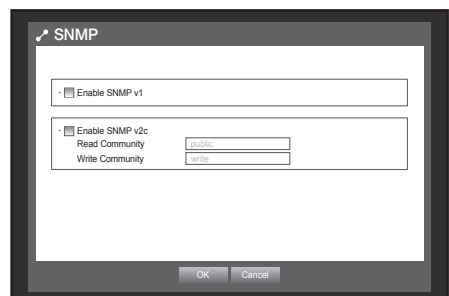 SNMP
· Enable SNMP v1
· Enable SNMP v2c
Read Community public
Write Community write
OK Cancel